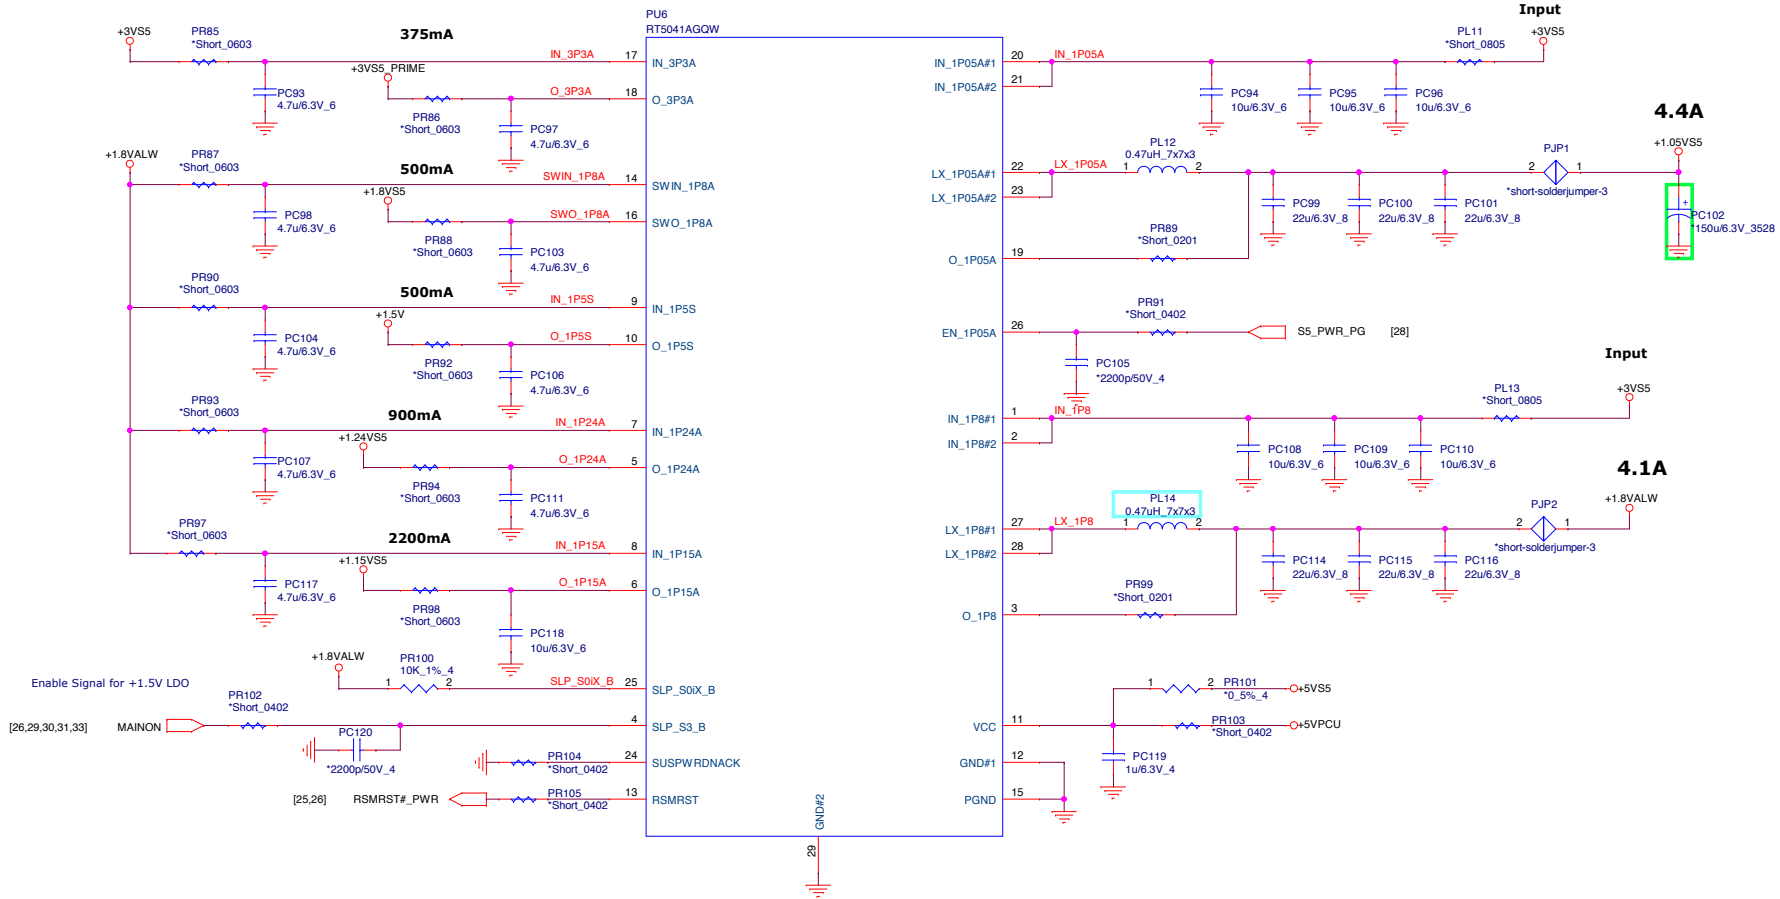 PU6
RT5041AGQW
+3VS5
PR85
*Short_0603
375mA
IN_3P3A
17
IN_3P3A
PC93
4.7u/6.3V_6
+3VS5_PRIME
PR86
*Short_0603
O_3P3A
18
O_3P3A
PC97
4.7u/6.3V_6
+1.8VALW
PR87
*Short_0603
500mA
SWIN_1P8A
14
SWIN_1P8A
PC98
4.7u/6.3V_6
+1.8VS5
PR88
*Short_0603
SWO_1P8A
16
SWO_1P8A
PC103
4.7u/6.3V_6
PR90
*Short_0603
500mA
IN_1P5S
9
IN_1P5S
PC104
4.7u/6.3V_6
+1.5V
PR92
*Short_0603
O_1P5S
10
O_1P5S
PC106
4.7u/6.3V_6
PR93
*Short_0603
900mA
IN_1P24A
7
IN_1P24A
PC107
4.7u/6.3V_6
+1.24VS5
PR94
*Short_0603
O_1P24A
5
O_1P24A
PC111
4.7u/6.3V_6
PR97
*Short_0603
2200mA
IN_1P15A
8
IN_1P15A
PC117
4.7u/6.3V_6
+1.15VS5
PR98
*Short_0603
O_1P15A
6
O_1P15A
PC118
10u/6.3V_6
+1.8VALW
PR100
10K_1%_4
1 2
SLP_S0iX_B
25
SLP_S0iX_B
Enable Signal for +1.5V LDO
PR102
*Short_0402
[26,29,30,31,33] MAINON
4
SLP_S3_B
PC120
*2200p/50V_4
PR104
*Short_0402
24
SUSPWRDNACK
[25,26] RSMRST#_PWR
PR105
*Short_0402
13
RSMRST
GND#2
29
Input
+3VS5
PL11
*Short_0805
IN_1P05A#1
20
IN_1P05A
IN_1P05A#2
21
PC94
10u/6.3V_6
PC95
10u/6.3V_6
PC96
10u/6.3V_6
4.4A
+1.05VS5
PL12
0.47uH_7x7x3
LX_1P05A#1
22
LX_1P05A
1 2
LX_1P05A#2
23
PJP1
2 1
*short-solderjumper-3
PC99
22u/6.3V_8
PC100
22u/6.3V_8
PC101
22u/6.3V_8
+
PC102
*150u/6.3V_3528
PR89
*Short_0201
O_1P05A
19
PR91
*Short_0402
EN_1P05A
26
S5_PWR_PG [28]
PC105
*2200p/50V_4
Input
+3VS5
PL13
*Short_0805
IN_1P8#1
1
IN_1P8
IN_1P8#2
2
PC108
10u/6.3V_6
PC109
10u/6.3V_6
PC110
10u/6.3V_6
4.1A
+1.8VALW
PL14
0.47uH_7x7x3
LX_1P8#1
27
LX_1P8
1 2
LX_1P8#2
28
PJP2
2 1
*short-solderjumper-3
PC114
22u/6.3V_8
PC115
22u/6.3V_8
PC116
22u/6.3V_8
PR99
*Short_0201
O_1P8
3
1 2
PR101
*0_5%_4
+5VS5
VCC
11
PR103
*Short_0402
+5VPCU
PC119
1u/6.3V_4
GND#1
12
PGND
15